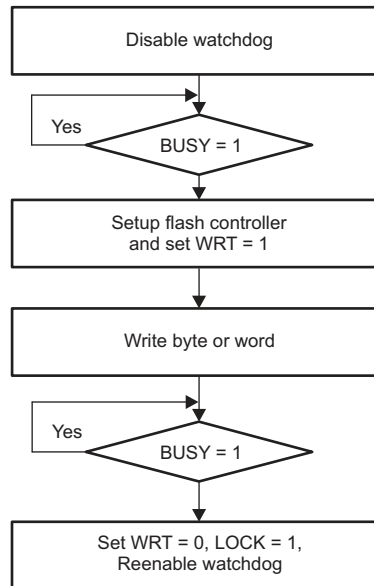 Disable watchdog
Yes
BUSY = 1
Setup flash controller
and set WRT = 1
Write byte or word
Yes
BUSY = 1
Set WRT = 0, LOCK = 1,
Reenable watchdog